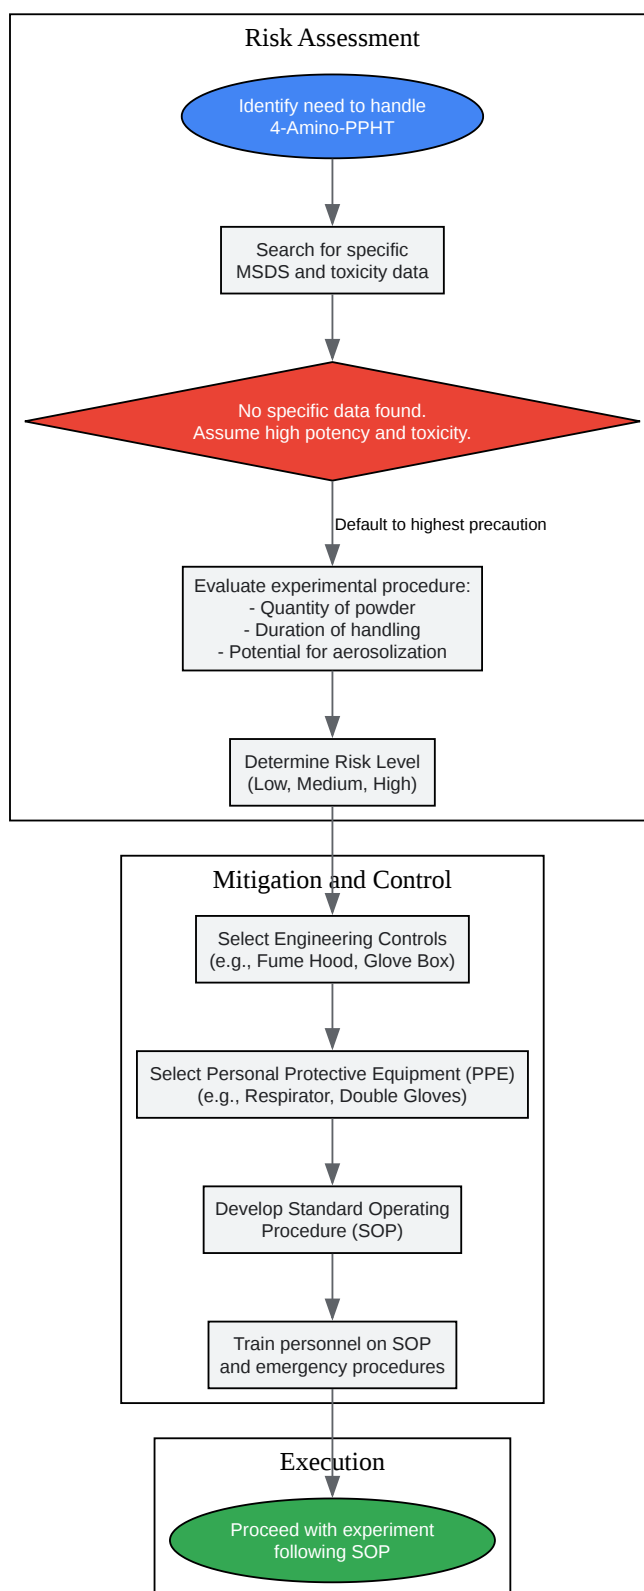 Risk Assessment
Identify need to handle
4-Amino-PPHT
Search for specific
MSDS and toxicity data
No specific data found.
Assume high potency and toxicity.
Default to highest precaution
Evaluate experimental procedure:
- Quantity of powder
- Duration of handling
- Potential for aerosolization
Determine Risk Level
(Low, Medium, High)
Mitigation and Control
Select Engineering Controls
(e.g., Fume Hood, Glove Box)
Select Personal Protective Equipment (PPE)
(e.g., Respirator, Double Gloves)
Develop Standard Operating
Procedure (SOP)
Train personnel on SOP
and emergency procedures
Execution
Proceed with experiment
following SOP